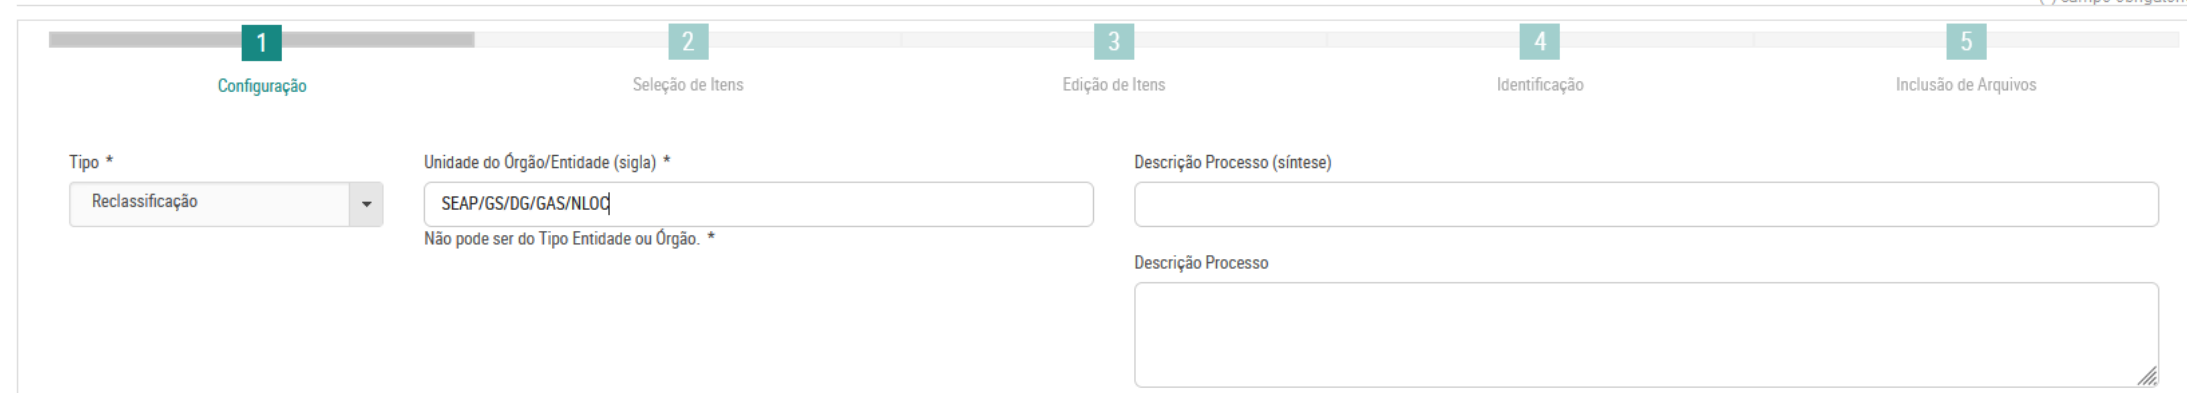 1
2
3
4
5
Configuração
Seleção de Itens
Edição de Itens
Identificação
Inclusão de Arquivos
Tipo *
Unidade do Órgão/Entidade (sigla) *
Descrição Processo (síntese)
Reclassificação
SEAP/GS/DG/GAS/NLOC
Não pode ser do Tipo Entidade ou Órgão. *
Descrição Processo